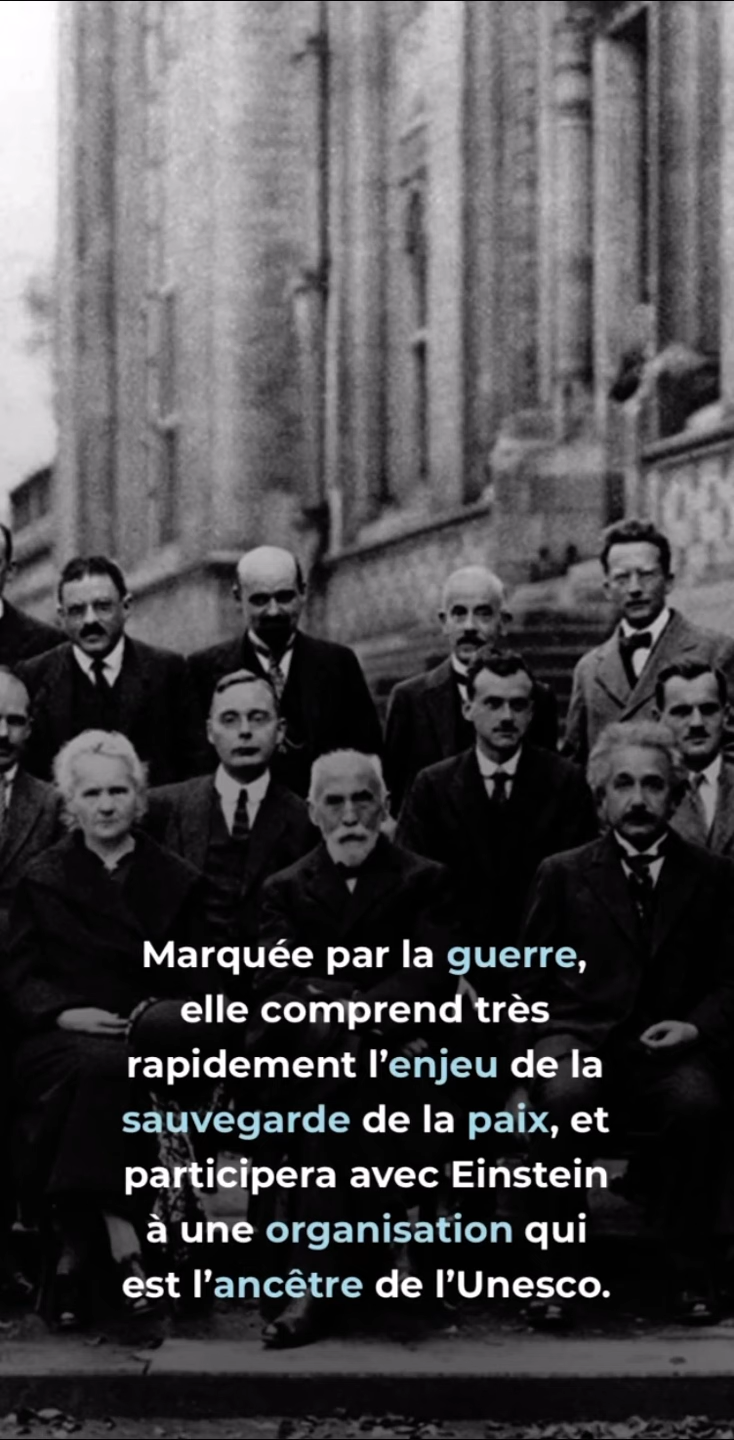 Marquée par la guerre,
elle comprend très
rapidement l’enjeu de la
sauvegarde de la paix, et
participera avec Einstein
à une organisation qui
est l’ancêtre de l’Unesco.